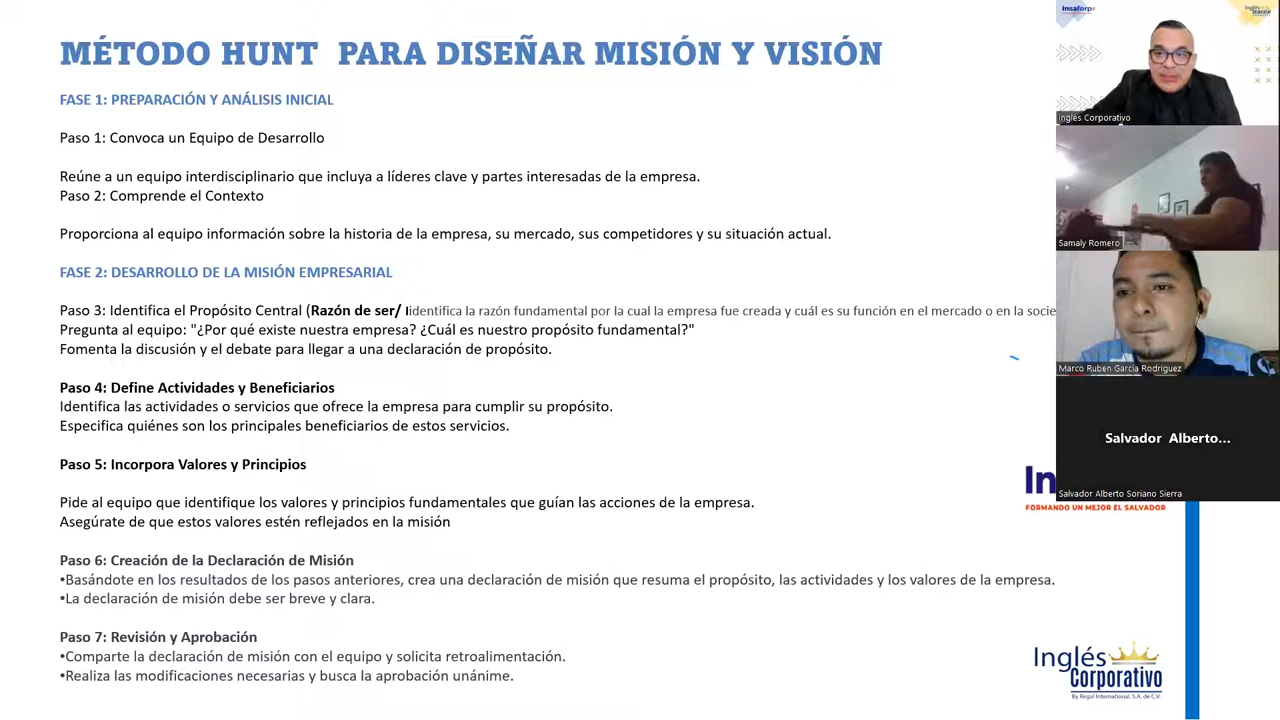 MÉTODO HUNT PARA DISEÑAR MISIÓN Y VISIÓN
FASE 1: PREPARACIÓN Y ANÁLISIS INICIAL
Paso 1: Convoca un Equipo de Desarrollo
Reúne a un equipo interdisciplinario que incluya a líderes clave y partes interesadas de la empresa.
Paso 2: Comprende el Contexto
Proporciona al equipo información sobre la historia de la empresa, su mercado, sus competidores y su situación actual.
FASE 2: DESARROLLO DE LA MISIÓN EMPRESARIAL
Paso 3: Identifica el Propósito Central (Razón de ser/ Iidentifica la razón fundamental por la cual la empresa fue creada y cuál es su función en el mercado o en la socie
Pregunta al equipo: "¿Por qué existe nuestra empresa? ¿Cuál es nuestro propósito fundamental?"
Fomenta la discusión y el debate para llegar a una declaración de propósito.
Paso 4: Define Actividades y Beneficiarios
Identifica las actividades o servicios que ofrece la empresa para cumplir su propósito.
Especifica quiénes son los principales beneficiarios de estos servicios.
Paso 5: Incorpora Valores y Principios
Pide al equipo que identifique los valores y principios fundamentales que guían las acciones de la empresa.
Asegúrate de que estos valores estén reflejados en la misión
Paso 6: Creación de la Declaración de Misión
•Basándote en los resultados de los pasos anteriores, crea una declaración de misión que resuma el propósito, las actividades y los valores de la empresa.
•La declaración de misión debe ser breve y clara.
Paso 7: Revisión y Aprobación
•Comparte la declaración de misión con el equipo y solicita retroalimentación.
•Realiza las modificaciones necesarias y busca la aprobación unánime.
Insaforp
Inglés Corporativo
Samaly Romero
Marco Ruben Garcia Rodriguez
Salvador Alberto...
Salvador Alberto Soriano Sierra
In
FORMANDO UN MEJOR EL SALVADOR
Inglés
Corporativo
By Regal International, S.A. de C.V.